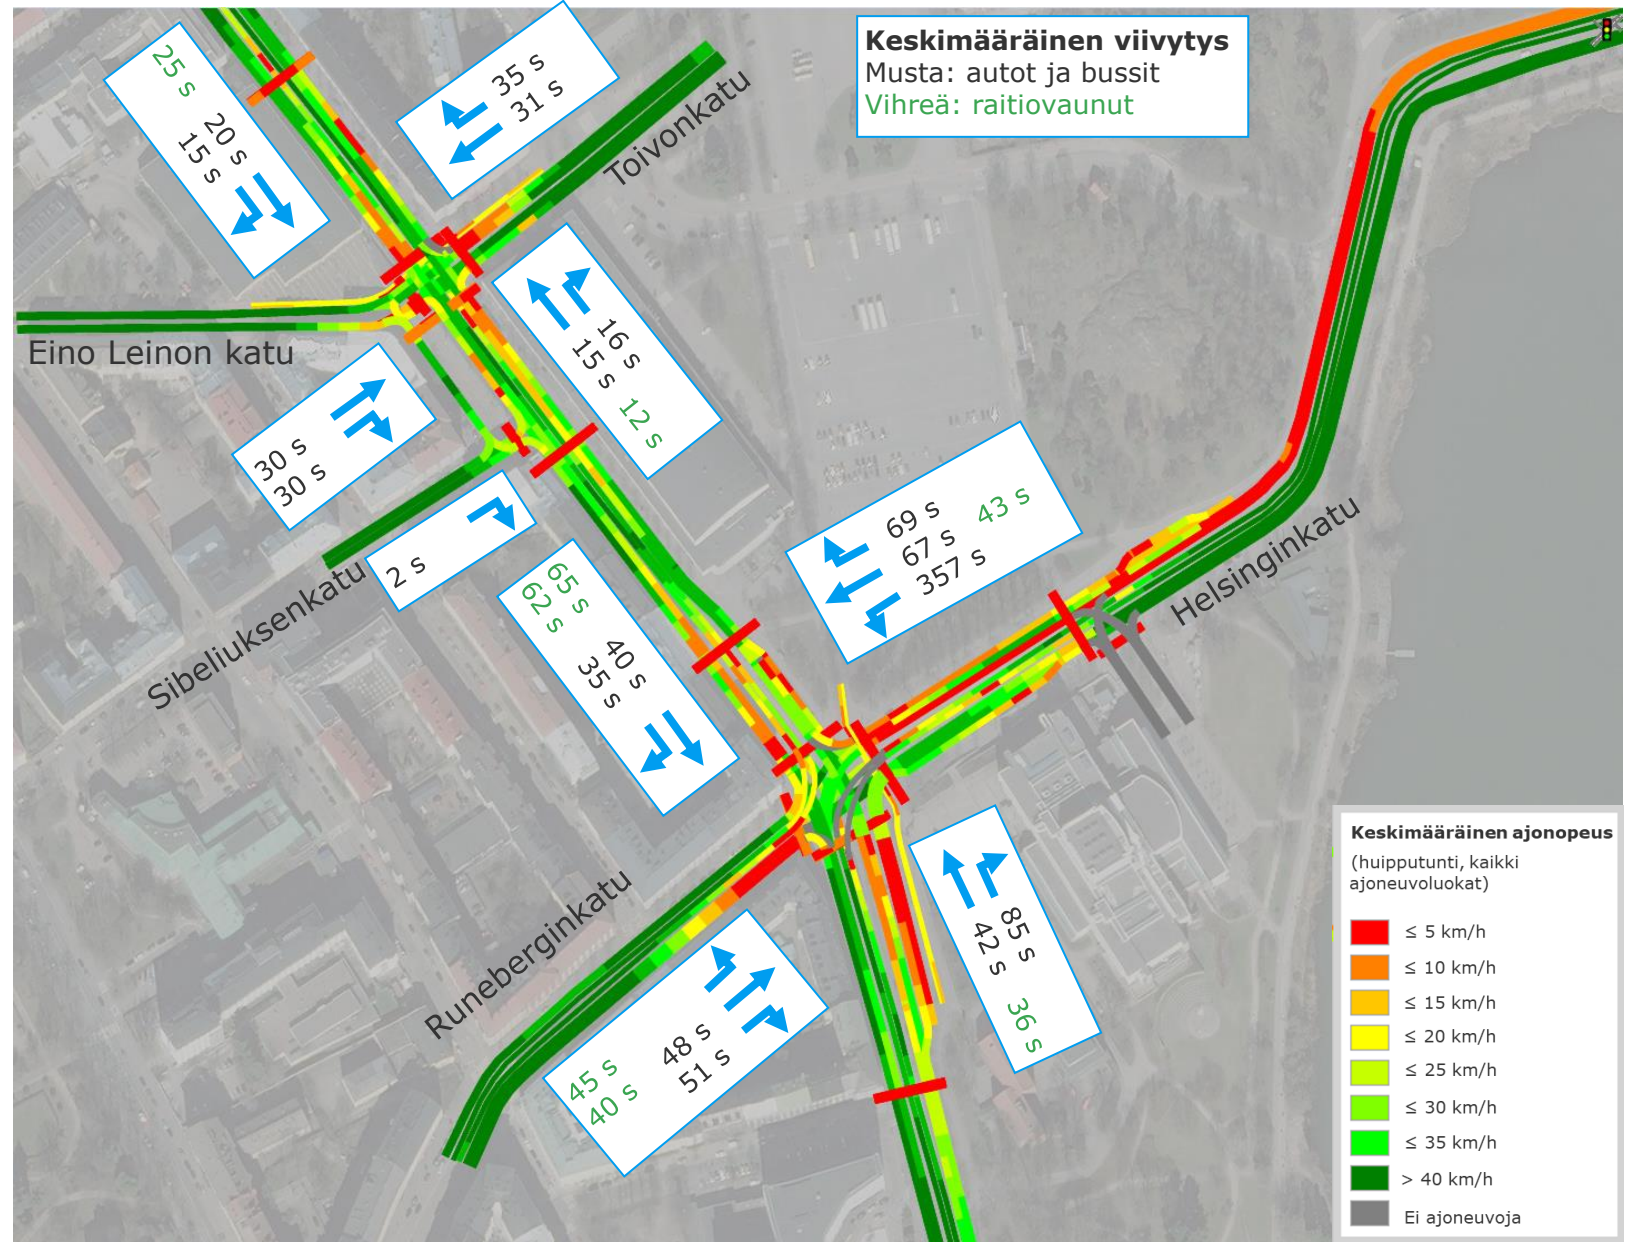 Keskimääräinen viivytys
Musta: autot ja bussit
Vihreä: raitiovaunut
25 s
20 s
15 s
35 s
31 s
Toivonkatu
16 s
15 s
12 s
Eino Leinon katu
30 s
30 s
2 s
Sibeliuksenkatu
69 s
43 s
67 s
357 s
Helsinginkatu
65 s
62 s
40 s
35 s
Runeberginkatu
85 s
42 s
36 s
45 s
40 s
48 s
51 s
Keskimääräinen ajonopeus
(huipputunti, kaikki
ajoneuvoluokat)
≤ 5 km/h
≤ 10 km/h
≤ 15 km/h
≤ 20 km/h
≤ 25 km/h
≤ 30 km/h
≤ 35 km/h
> 40 km/h
Ei ajoneuvoja